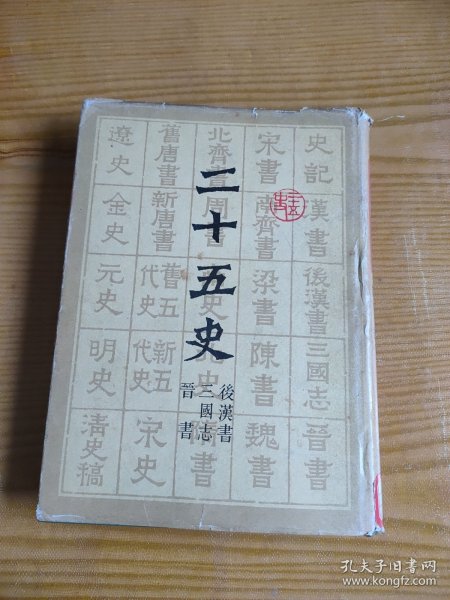 二十五史
後漢書
三國志
晉書
史記
漢書
後漢書
三國志
晉書
宋書
南齊書
梁書
陳書
魏書
北齊書
周書
史
書
舊唐書
新唐書
舊五代史
新五代史
宋史
遼史
金史
元史
明史
清史稿
孔夫子旧书网
www.kongfz.com